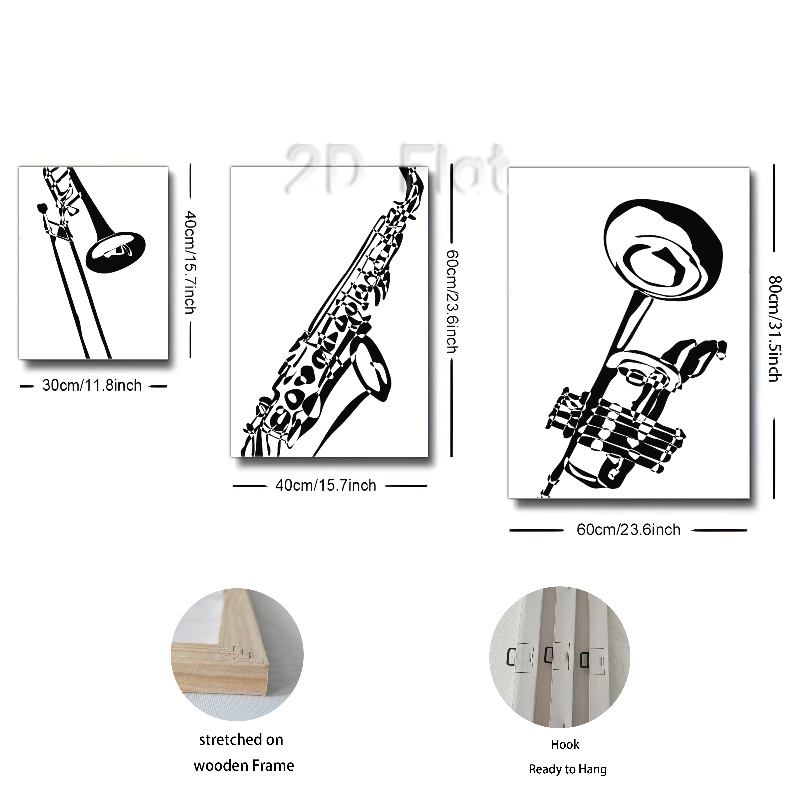 2D Flat
40cm/15.7inch
30cm/11.8inch
60cm/23.6inch
40cm/15.7inch
80cm/31.5inch
60cm/23.6inch
stretched on
wooden Frame
Hook
Ready to Hang